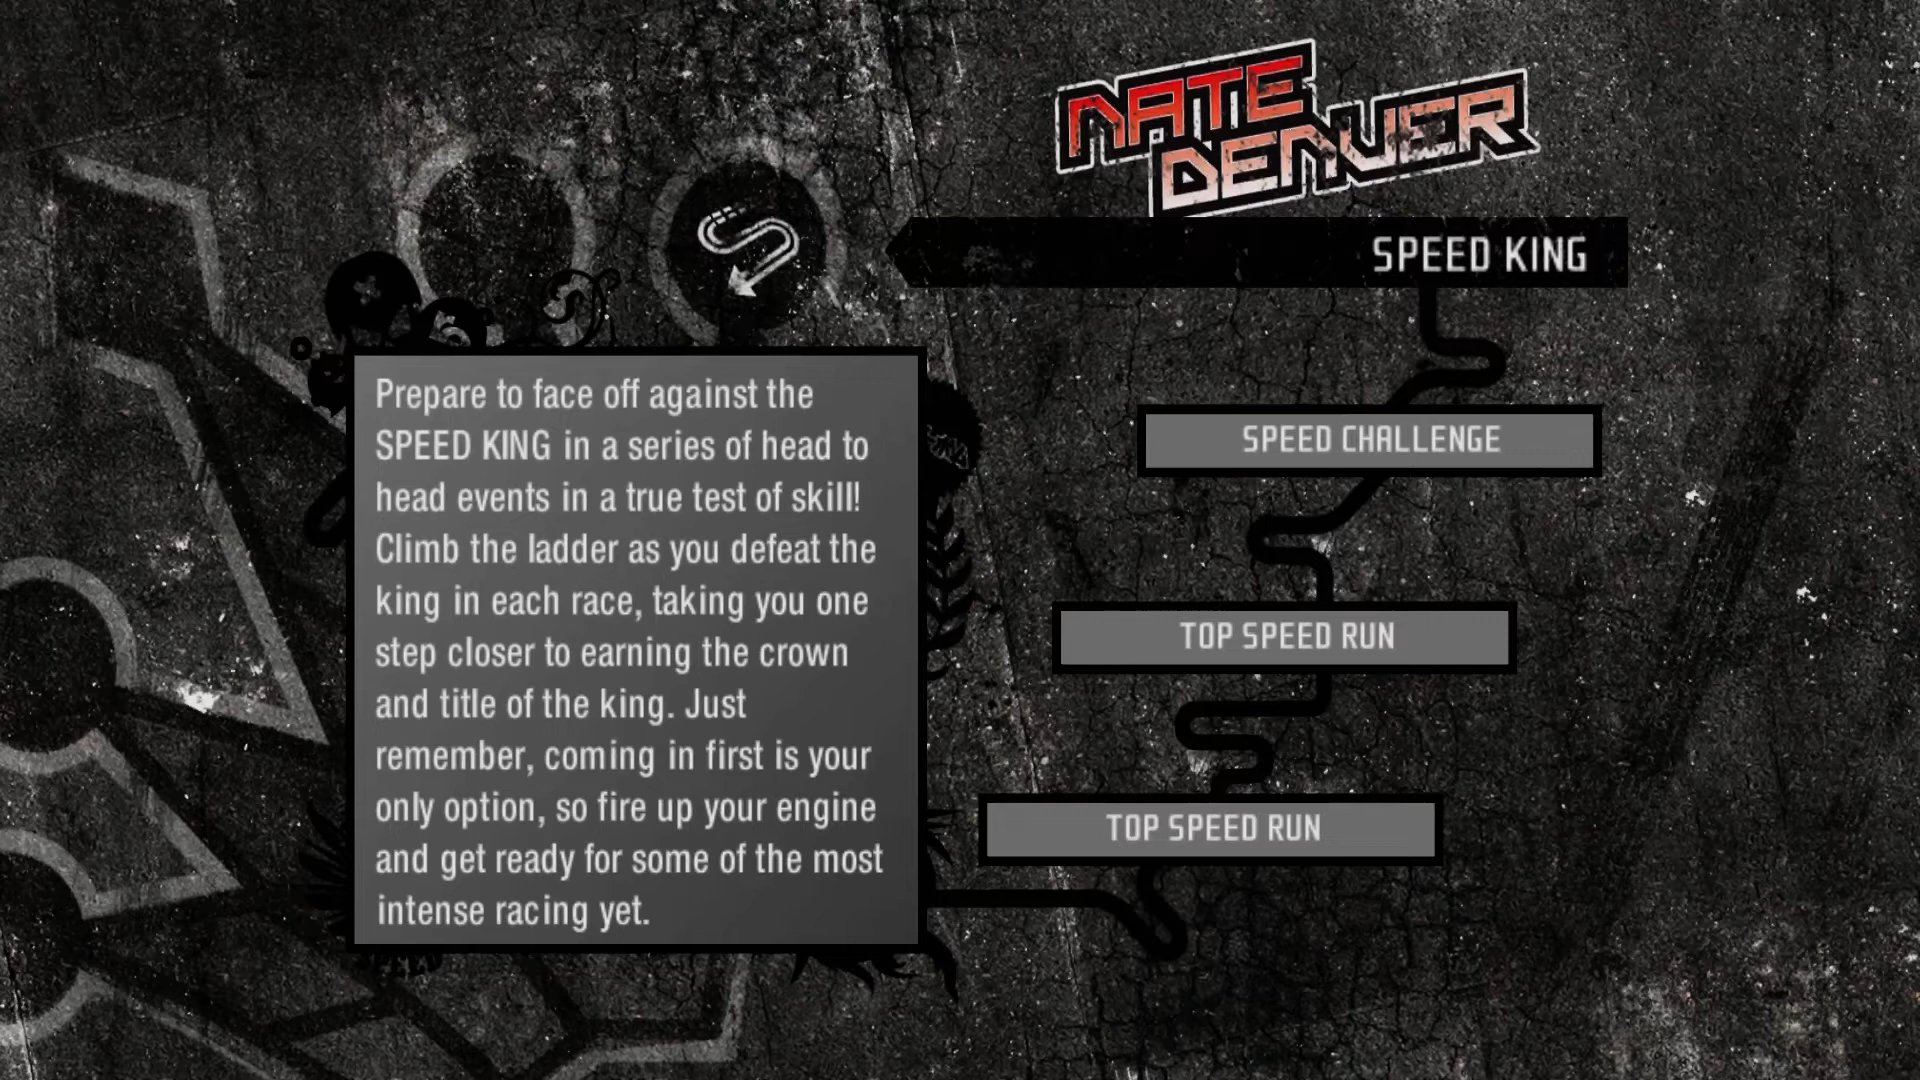 NATE
DENVER
SPEED KING
Prepare to face off against the
SPEED KING in a series of head to
head events in a true test of skill!
Climb the ladder as you defeat the
king in each race, taking you one
step closer to earning the crown
and title of the king. Just
remember, coming in first is your
only option, so fire up your engine
and get ready for some of the most
intense racing yet.
SPEED CHALLENGE
TOP SPEED RUN
TOP SPEED RUN